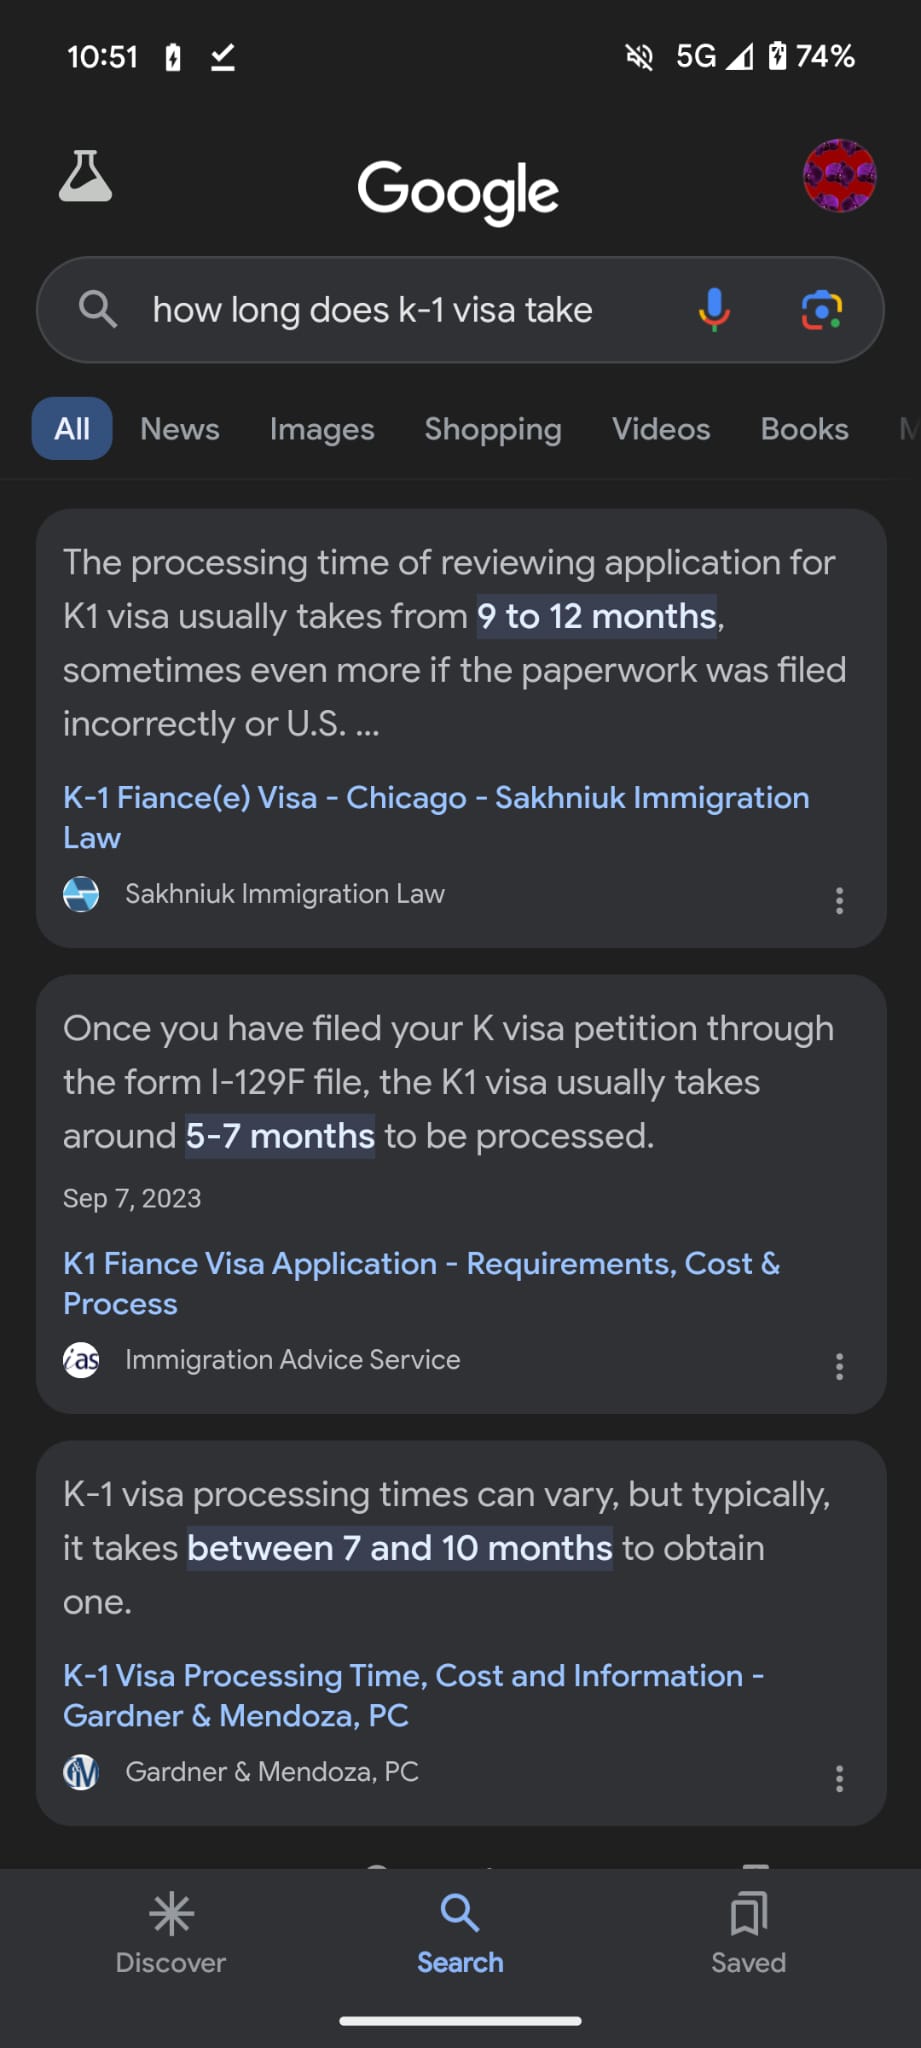 10:51 5G 74%
Google
how long does k-1 visa take
All News Images Shopping Videos Books
The processing time of reviewing application for
K1 visa usually takes from 9 to 12 months,
sometimes even more if the paperwork was filed
incorrectly or U.S. ...
K-1 Fiance(e) Visa - Chicago - Sakhniuk Immigration
Law
Sakhniuk Immigration Law
Once you have filed your K visa petition through
the form I-129F file, the K1 visa usually takes
around 5-7 months to be processed.
Sep 7, 2023
K1 Fiance Visa Application - Requirements, Cost &
Process
ias Immigration Advice Service
K-1 visa processing times can vary, but typically,
it takes between 7 and 10 months to obtain
one.
K-1 Visa Processing Time, Cost and Information -
Gardner & Mendoza, PC
GM Gardner & Mendoza, PC
Discover Search Saved